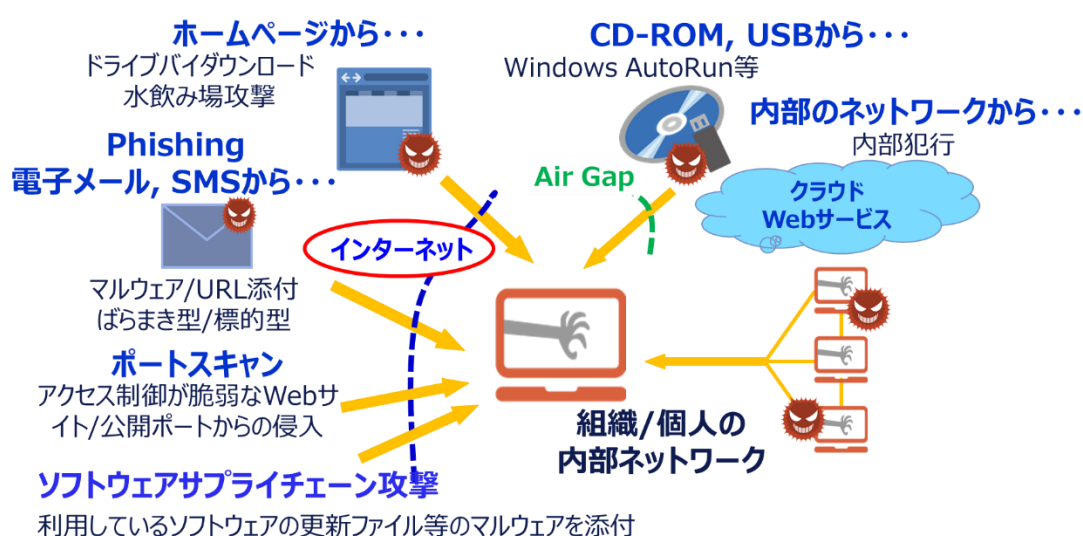 ホームページから・・・
ドライブバイダウンロード
水飲み場攻撃
CD-ROM, USBから・・・
Windows AutoRun等
内部のネットワークから・・・
内部犯行
Phishing
電子メール, SMSから・・・
Air Gap
クラウド
Webサービス
インターネット
マルウェア/URL添付
ばらまき型/標的型
ポートスキャン
アクセス制御が脆弱なWebサ
イト/公開ポートからの侵入
組織/個人の
内部ネットワーク
ソフトウェアサプライチェーン攻撃
利用しているソフトウェアの更新ファイル等のマルウェアを添付